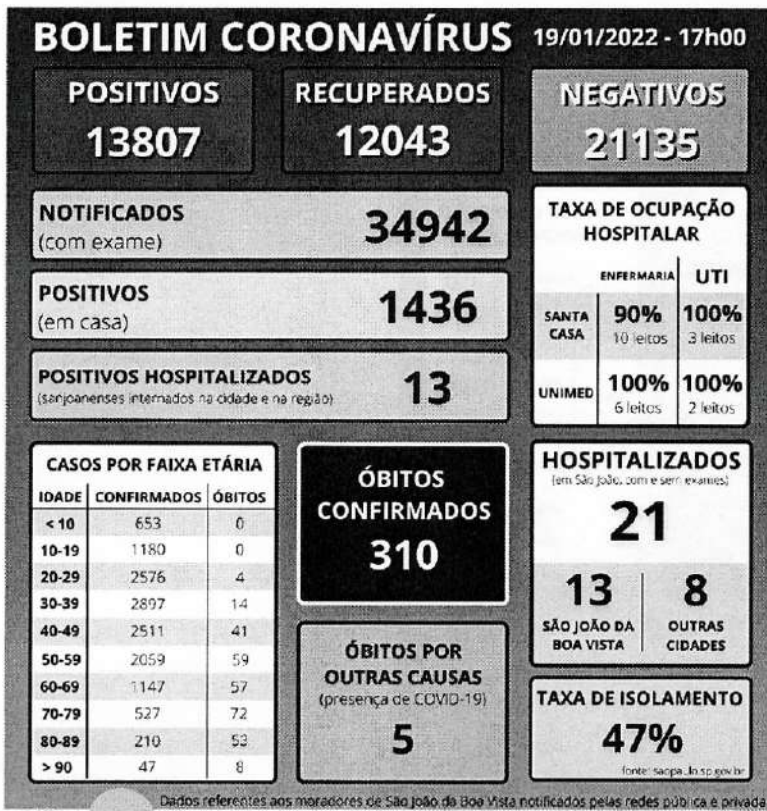 BOLETIM CORONAVÍRUS 19/01/2022 - 17h00
POSITIVOS
13807
RECUPERADOS
12043
NEGATIVOS
21135
NOTIFICADOS
(com exame)
34942
POSITIVOS
(em casa)
1436
POSITIVOS HOSPITALIZADOS
(sanjoanenses internados na cidade e na região)
13
TAXA DE OCUPAÇÃO
HOSPITALAR
ENFERMARIA UTI
SANTA CASA 90% 100%
10 leitos 3 leitos
UNIMED 100% 100%
6 leitos 2 leitos
CASOS POR FAIXA ETÁRIA
IDADE CONFIRMADOS ÓBITOS
< 10 653 0
10-19 1180 0
20-29 2576 4
30-39 2897 14
40-49 2511 41
50-59 2059 59
60-69 1147 57
70-79 527 72
80-89 210 53
> 90 47 8
ÓBITOS
CONFIRMADOS
310
ÓBITOS POR
OUTRAS CAUSAS
(presença de COVID-19)
5
HOSPITALIZADOS
(em São João, com e sem exames)
21
13
SÃO JOÃO DA
BOA VISTA
8
OUTRAS
CIDADES
TAXA DE ISOLAMENTO
47%
fonte: saopaulo.sp.gov.br
Dados referentes aos moradores de São João da Boa Vista notificados pelas redes pública e privada